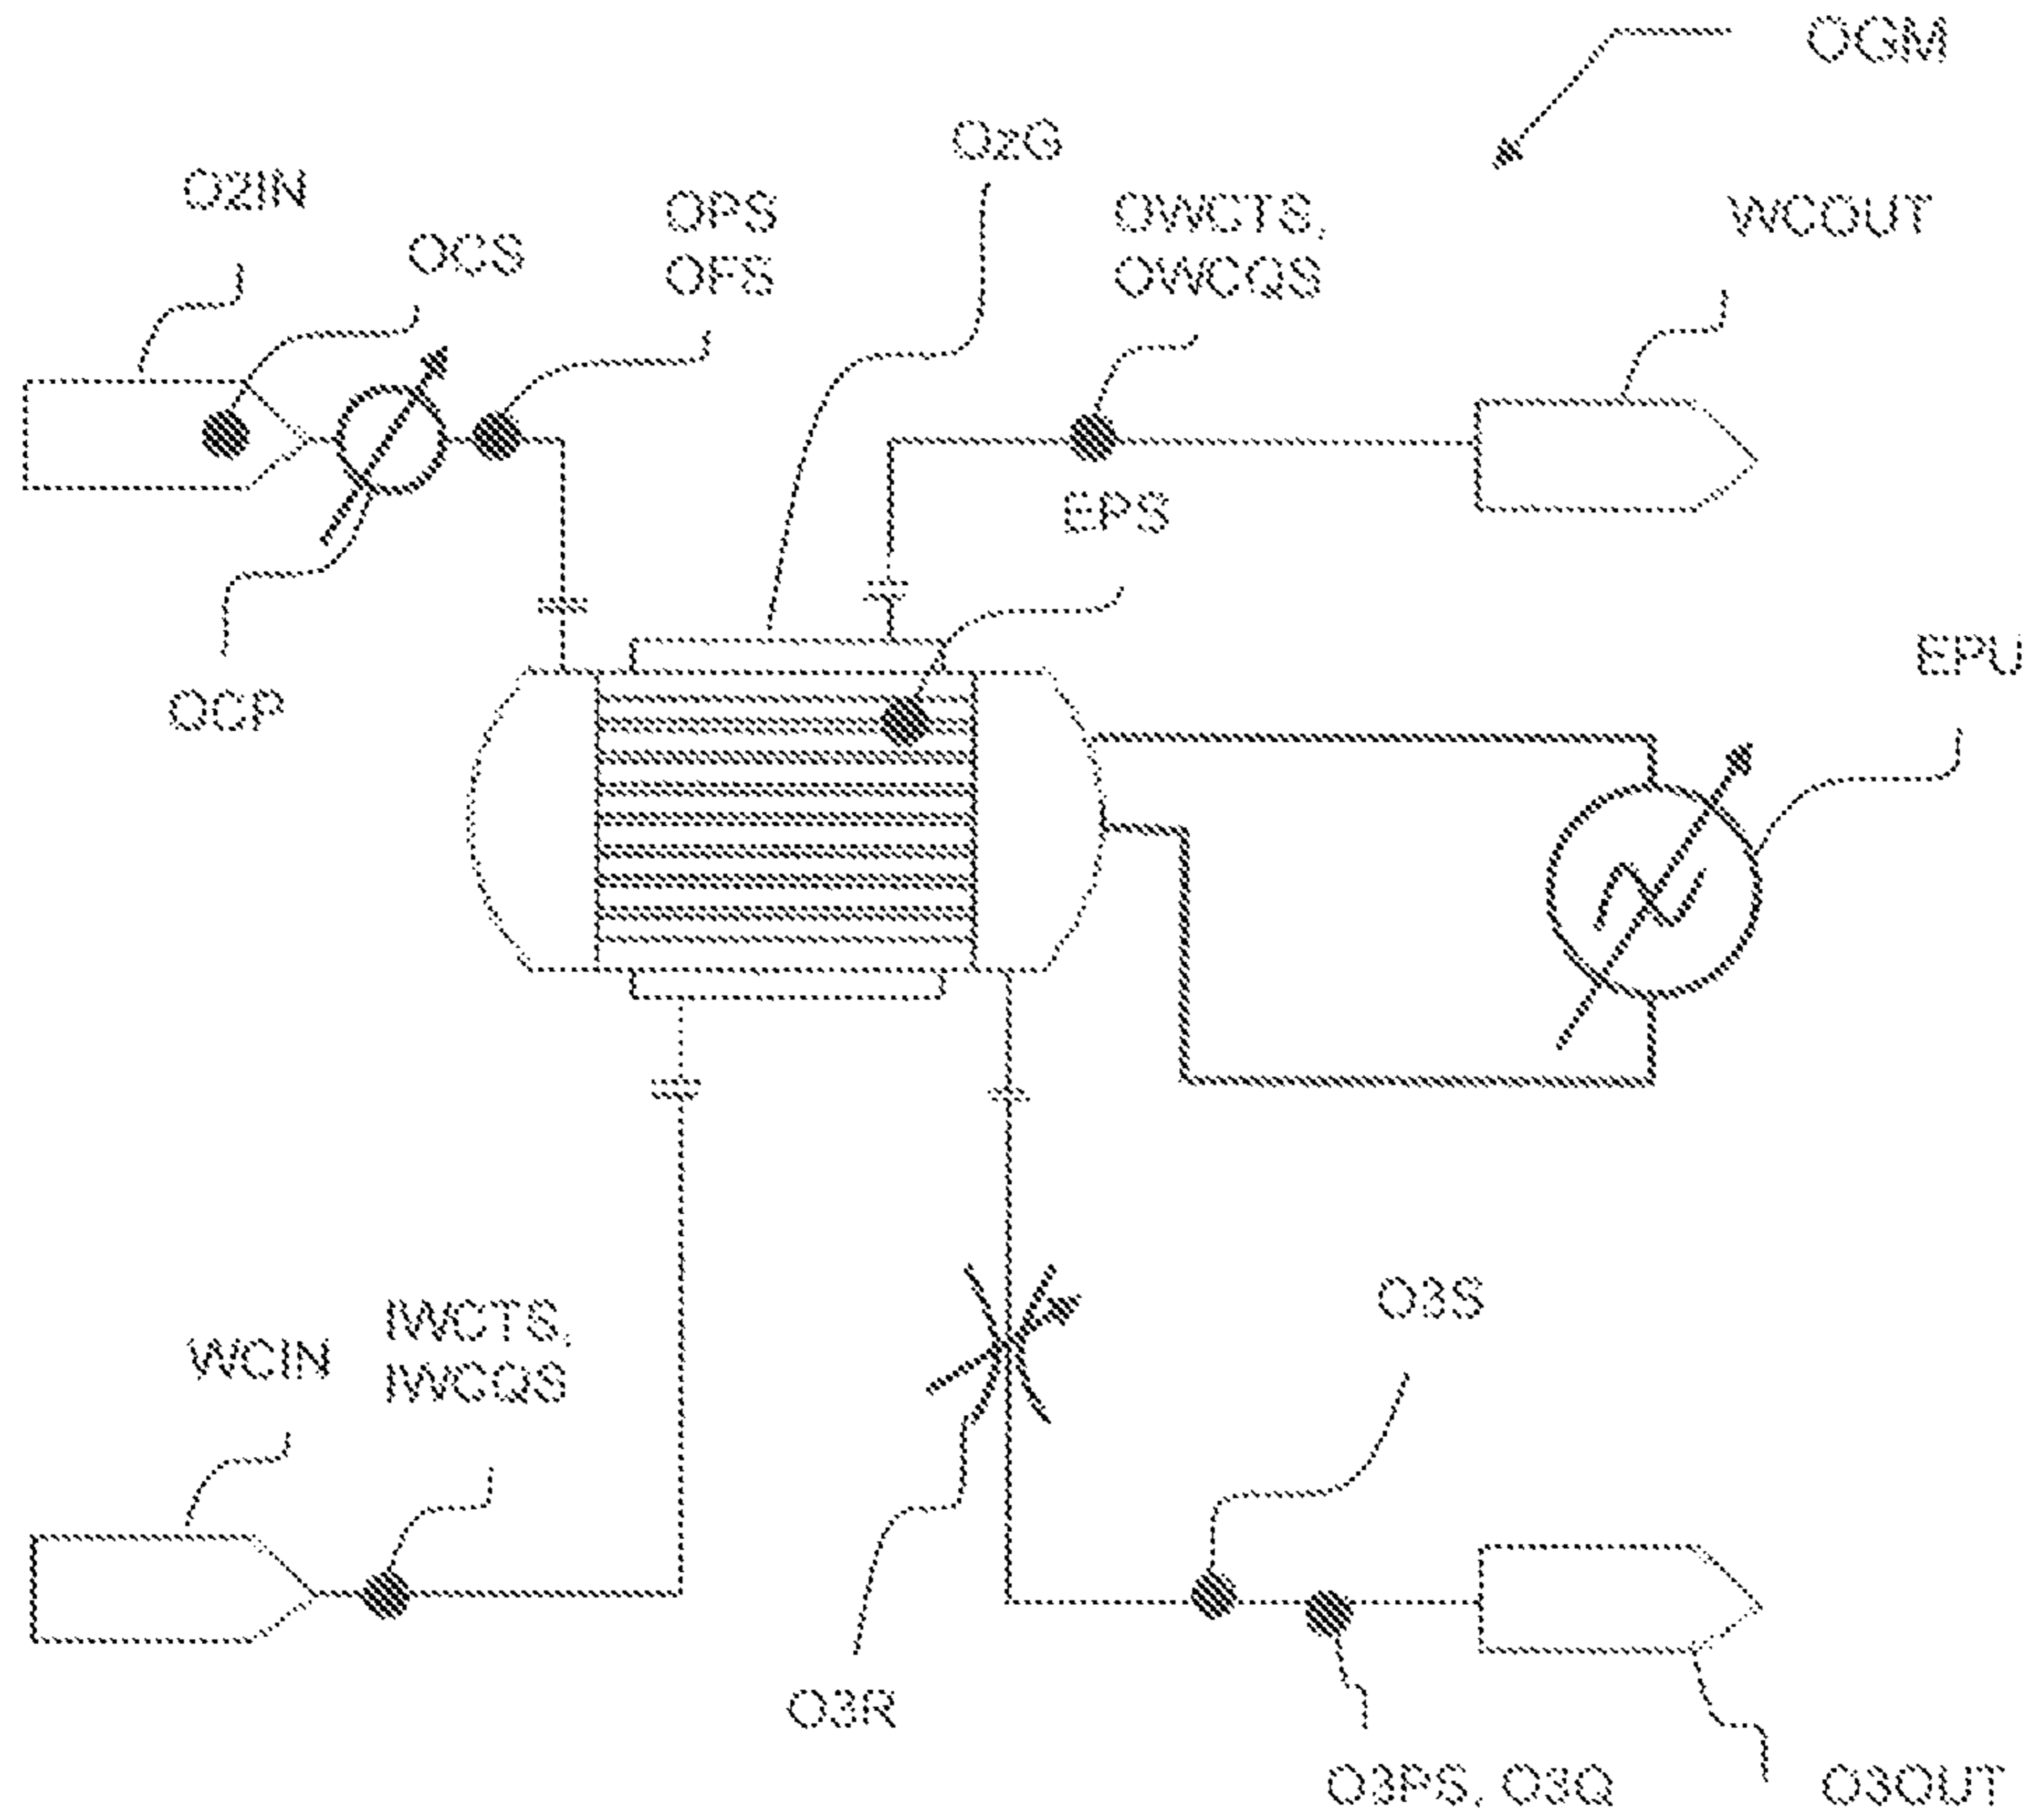 OGM
OzG
O2IN
OPS
OFS
OWCTS,
OWCQS
WCOUT
OCS
EPS
EPU
OCP
O3S
IWCTS,
IWCQS
WCIN
O3R
O3PS, O3Q
O3OUT